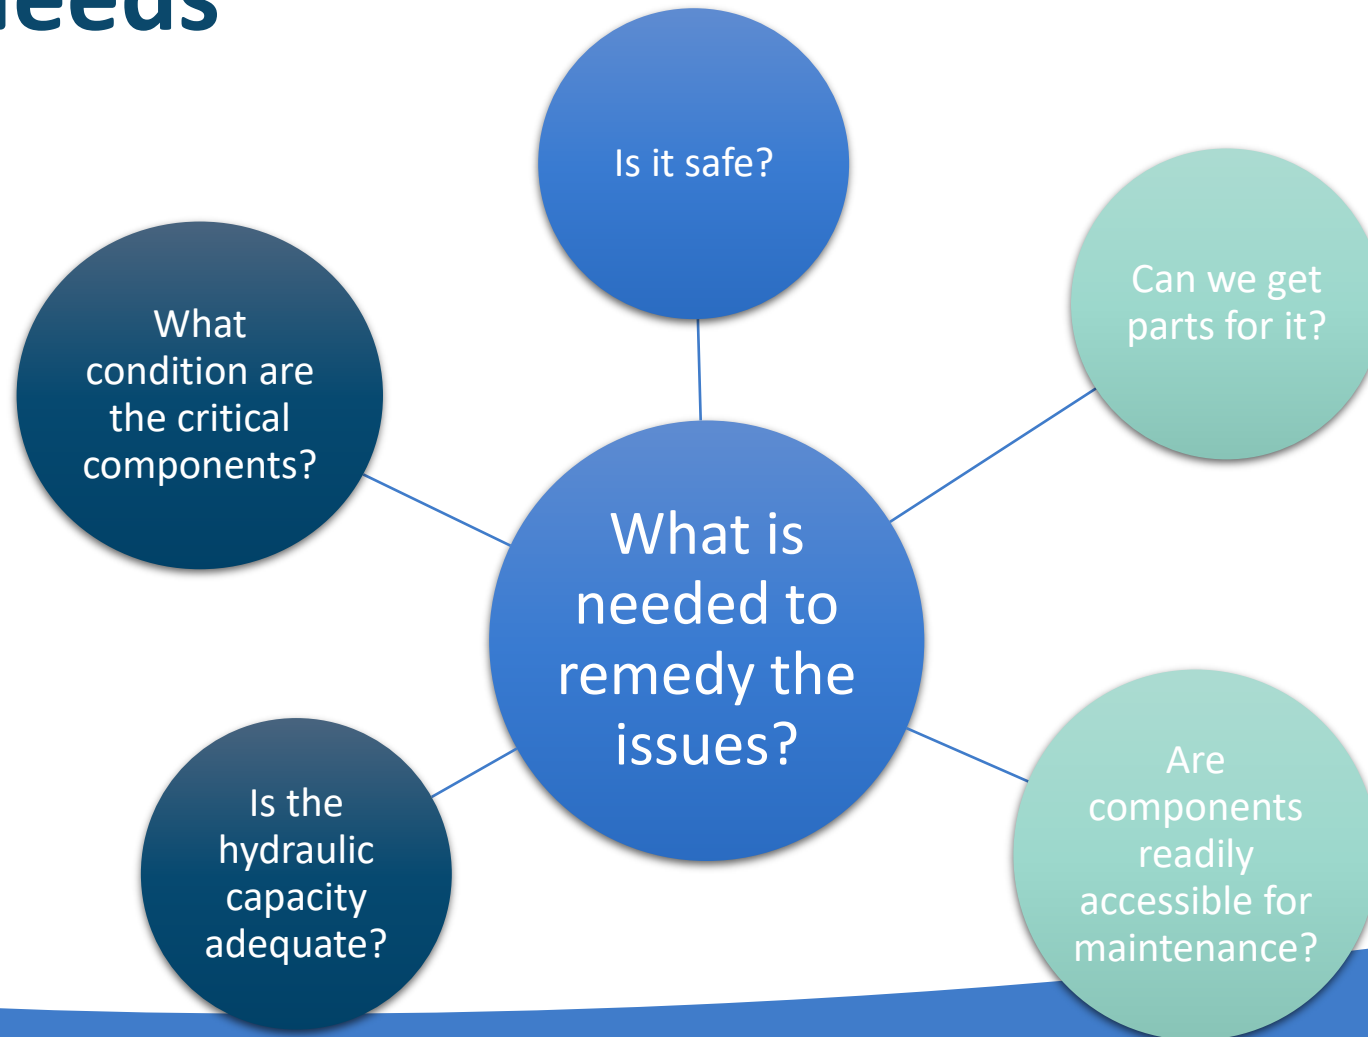 needs
Is it safe?
Can we get
parts for it?
What
condition are
the critical
components?
What is
needed to
remedy the
issues?
Are
components
readily
accessible for
maintenance?
Is the
hydraulic
capacity
adequate?